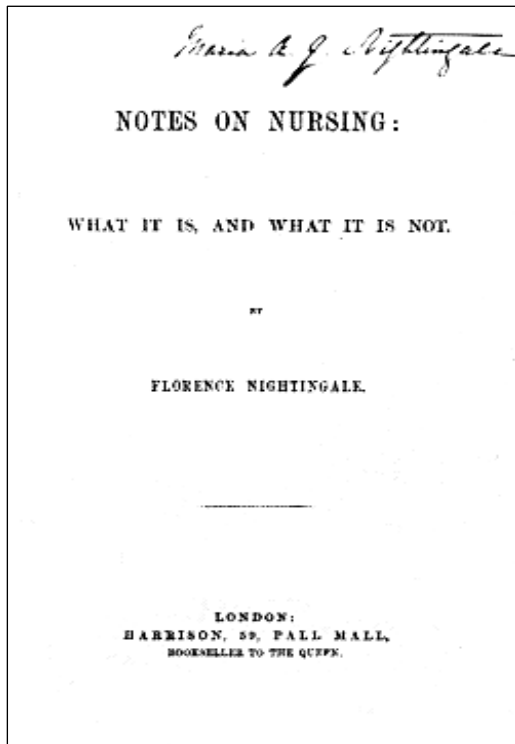 Maria A. J. Nightingale
NOTES ON NURSING:
WHAT IT IS, AND WHAT IT IS NOT.
BY
FLORENCE NIGHTINGALE.
LONDON:
HARRISON, 59, PALL MALL,
BOOKSELLER TO THE QUEEN.